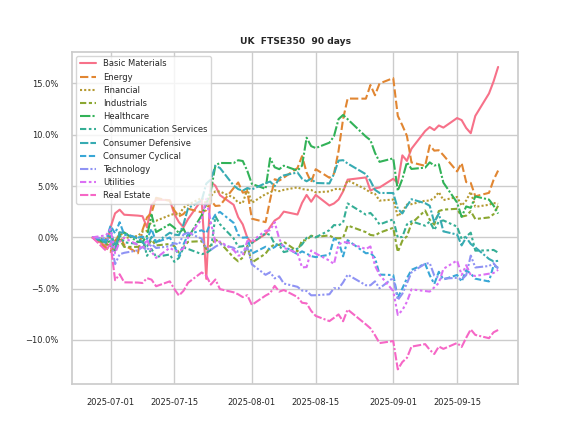 UK  FTSE350  90 days
Basic Materials
Energy
Financial
Industrials
Healthcare
Communication Services
Consumer Defensive
Consumer Cyclical
Technology
Utilities
Real Estate
15.0%
10.0%
5.0%
0.0%
−5.0%
−10.0%
2025-07-01 2025-07-15 2025-08-01 2025-08-15 2025-09-01 2025-09-15